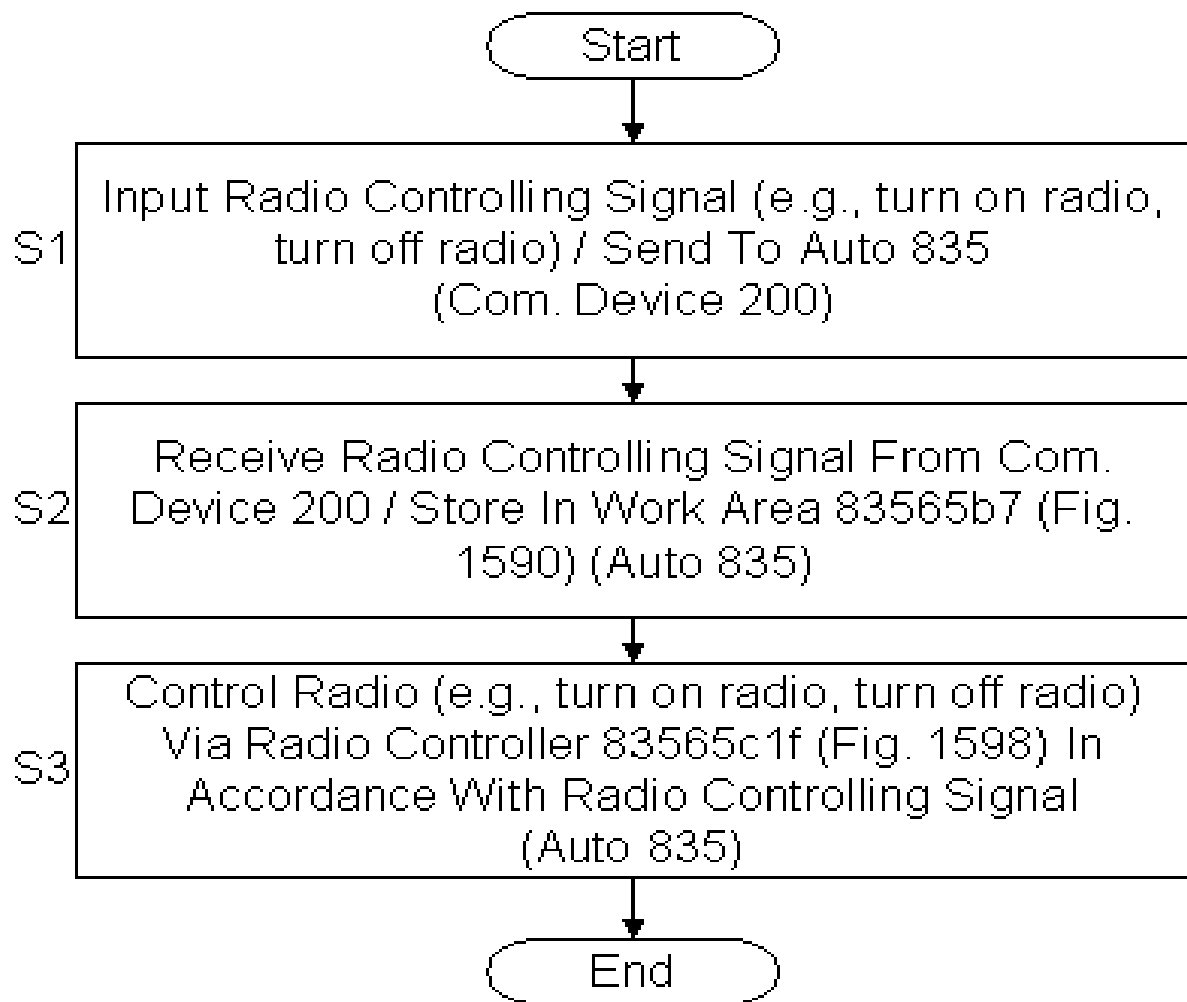 Start
S1
Input Radio Controlling Signal (e.g., turn on radio,
turn off radio) / Send To Auto 835
(Com. Device 200)
S2
Receive Radio Controlling Signal From Com.
Device 200 / Store In Work Area 83565b7 (Fig.
1590) (Auto 835)
S3
Control Radio (e.g., turn on radio, turn off radio)
Via Radio Controller 83565c1f (Fig. 1598) In
Accordance With Radio Controlling Signal
(Auto 835)
End